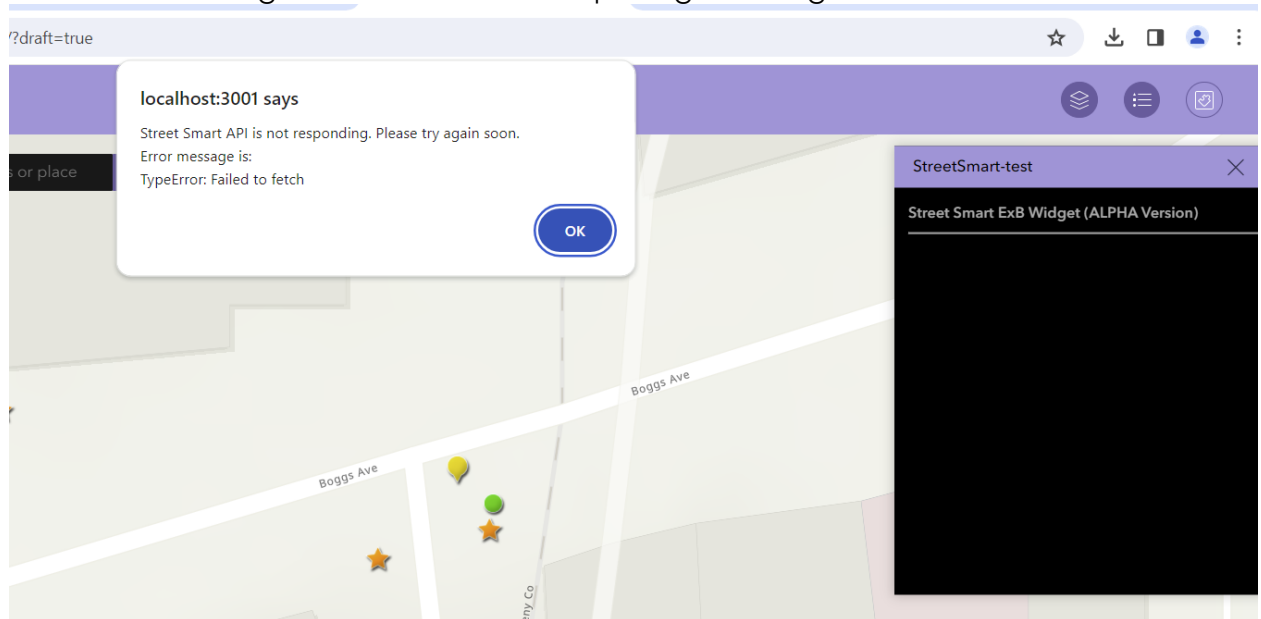 /?draft=true
localhost:3001 says
Street Smart API is not responding. Please try again soon.
Error message is:
TypeError: Failed to fetch
OK
or place
StreetSmart-test
Street Smart ExB Widget (ALPHA Version)
Boggs Ave
Boggs Ave
Co